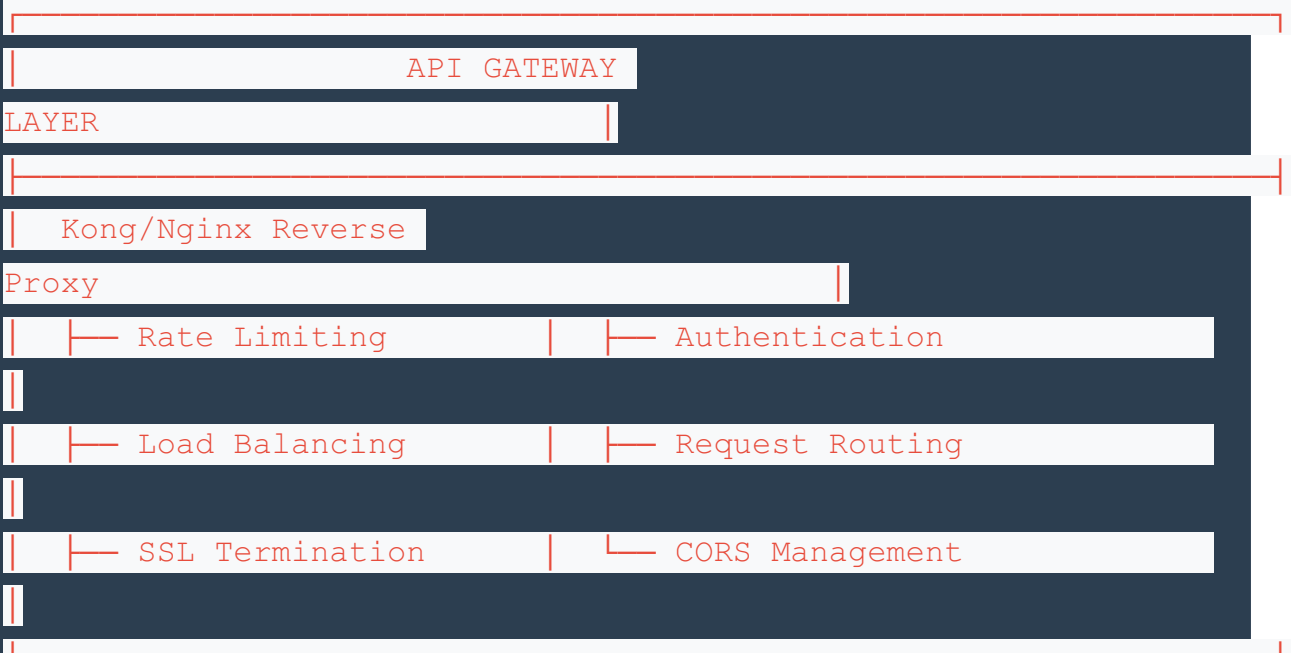 ┌──────────────────────────────────────────────────────────────────┐
│                    API GATEWAY
LAYER                          │
├──────────────────────────────────────────────────────────────────┤
│  Kong/Nginx Reverse
Proxy                                      │
│  ├── Rate Limiting        │  ├── Authentication
│
│  ├── Load Balancing       │  ├── Request Routing
│
│  ├── SSL Termination      │  └── CORS Management
│